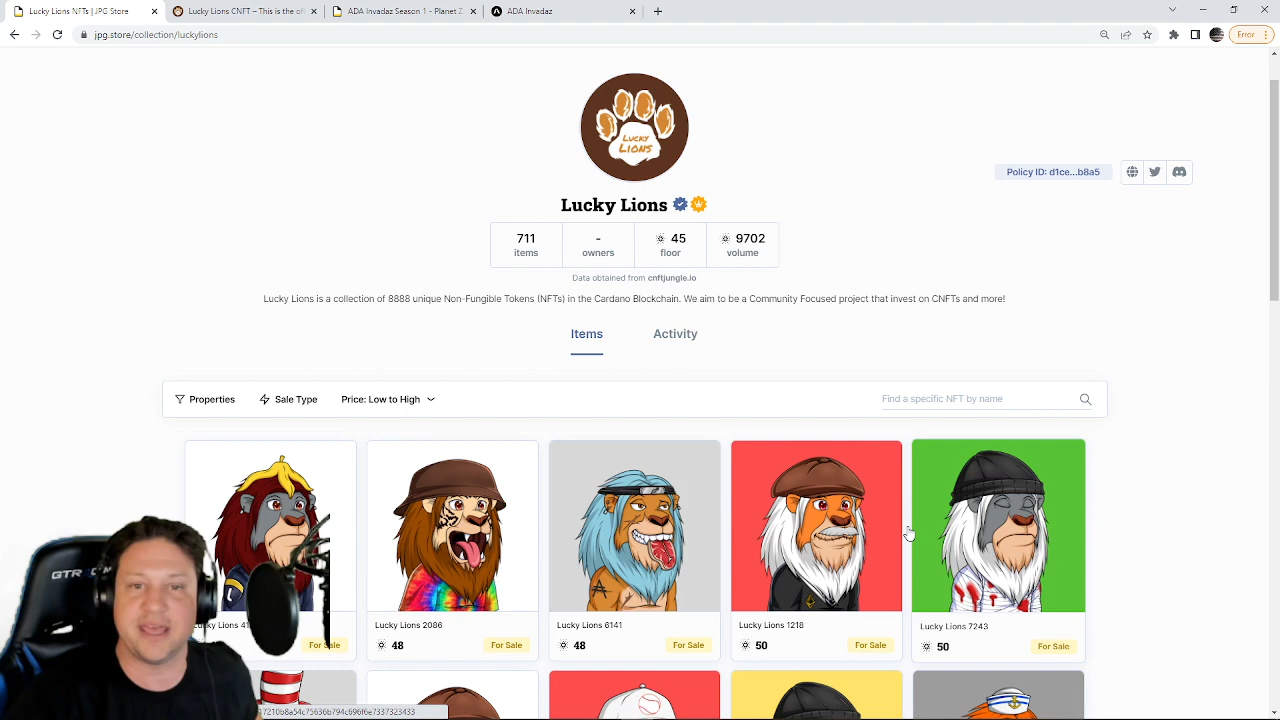 Lucky Lions NFTs | JPG Store
Lucky Lions CNFT - This is the of
ADA Invadaz Season 1 - Planet Z
ADA Invadaz
jpg.store/collection/luckylions
Error
LUCKY
LIONS
Policy ID: d1ce...b8a5
Lucky Lions
711 - 45 9702
items owners floor volume
Data obtained from cnftjungle.io
Lucky Lions is a collection of 8888 unique Non-Fungible Tokens (NFTs) in the Cardano Blockchain. We aim to be a Community Focused project that invest on CNFTs and more!
Items Activity
Properties Sale Type Price: Low to High Find a specific NFT by name
Lucky Lions 2086 Lucky Lions 6141 Lucky Lions 1218 Lucky Lions 7243
For Sale 48 For Sale 48 For Sale 50 For Sale 50 For Sale
GTR